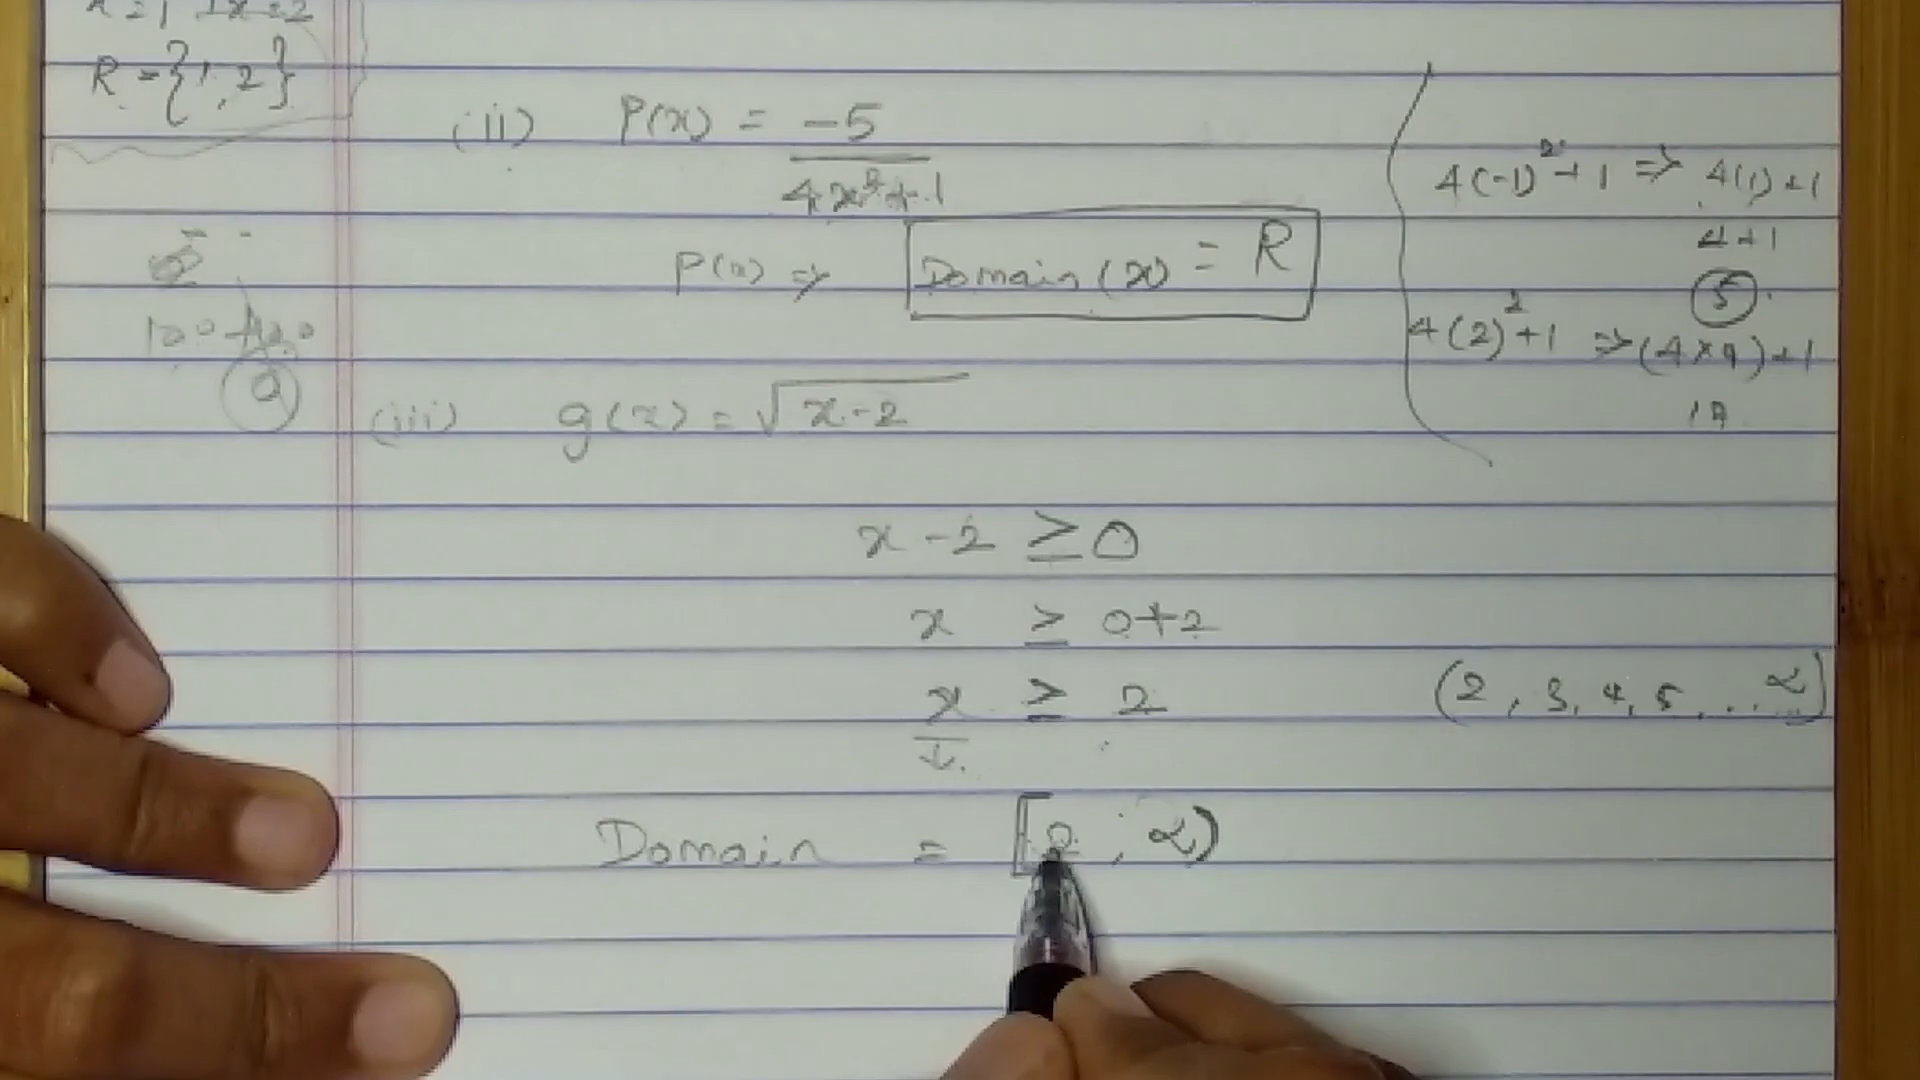 R = {1, 2}
(ii) P(x) = -5
4x²+1
P(x) ⇒ Domain (x) = R
4(-1)²+1 ⇒ 4(1)+1
4+1
5
4(2)²+1 ⇒ (4×4)+1
17
(iii) g(x) = √x-2
x-2 ≥ 0
x ≥ 0+2
x ≥ 2
(2, 3, 4, 5, .... ∝)
↓
Domain = [2, ∝)